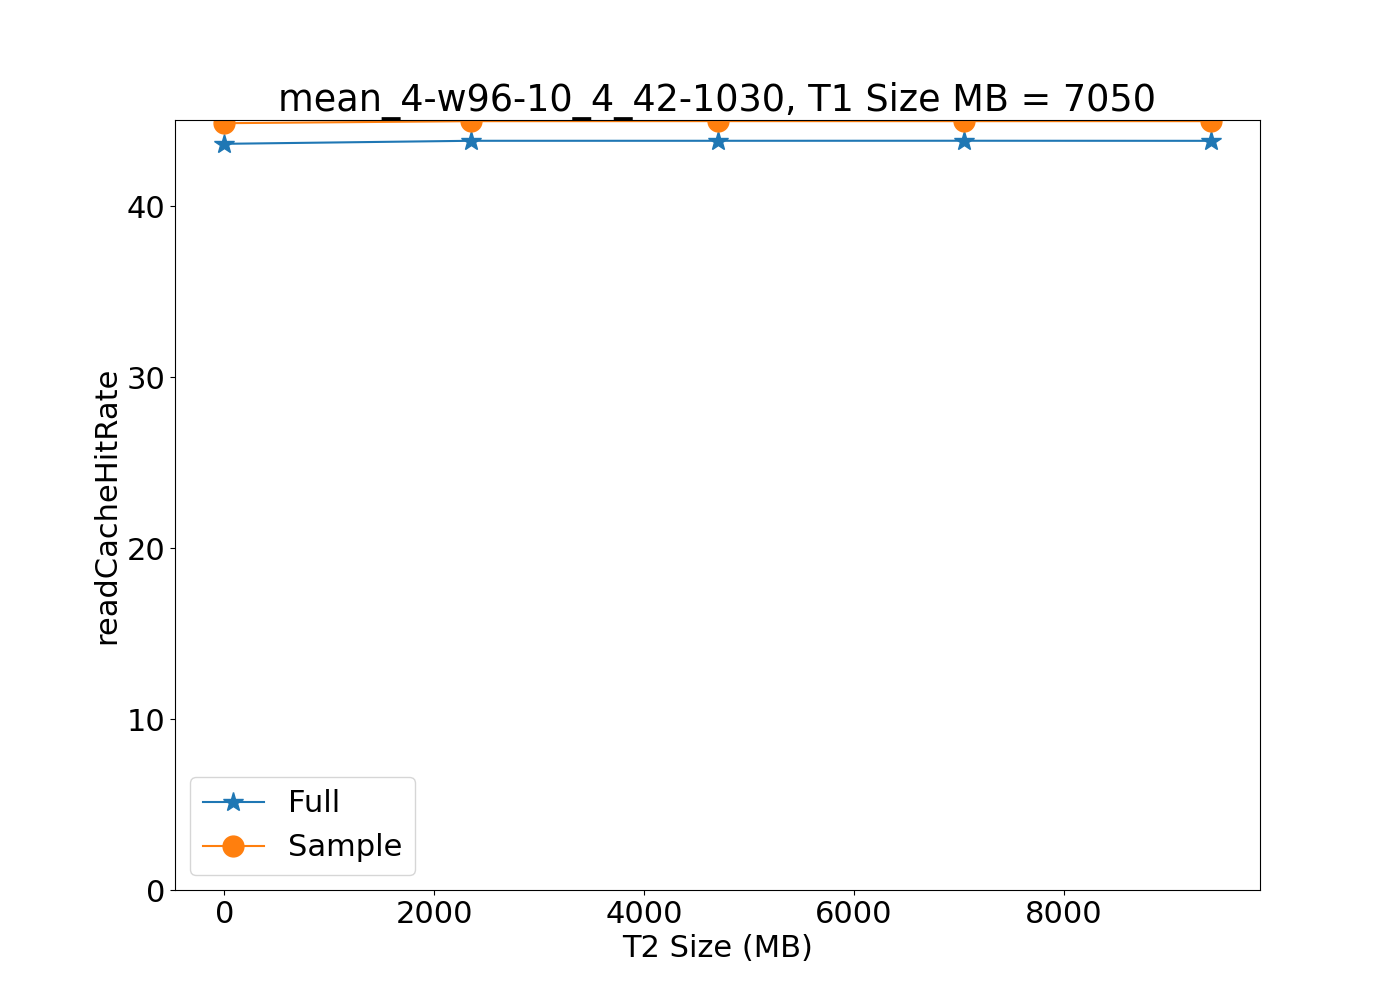 mean_4-w96-10_4_42-1030, T1 Size MB = 7050
readCacheHitRate
40
30
20
10
0
Full
Sample
0 2000 4000 6000 8000
T2 Size (MB)